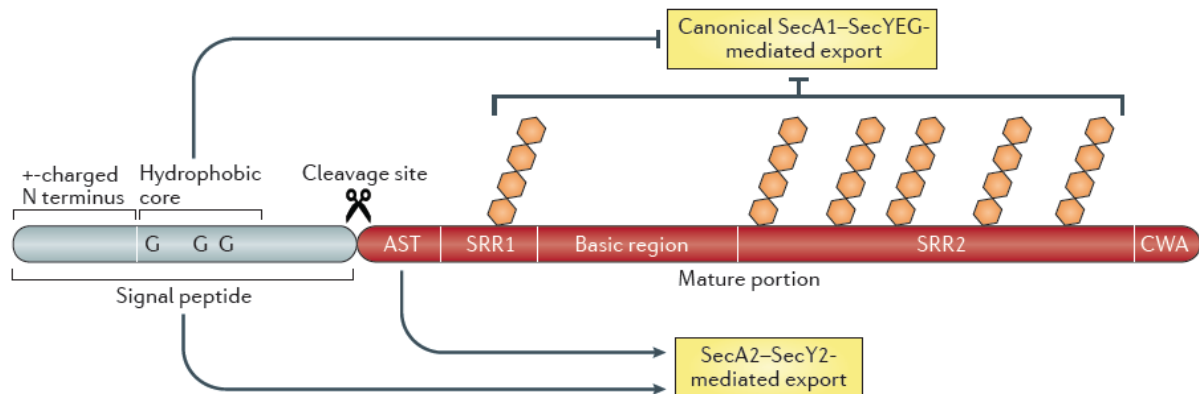 Canonical SecA1–SecYEG-
mediated export
+-charged
N terminus
Hydrophobic
core
Cleavage site
G G G
AST
SRR1
Basic region
SRR2
CWA
Signal peptide
Mature portion
SecA2–SecY2-
mediated export